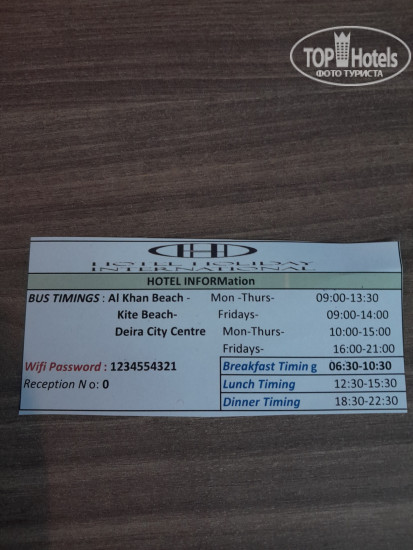 TOP Hotels
ФОТО ТУРИСТА
HOTEL HOLIDAY
INTERNATIONAL
HOTEL INFORMation
BUS TIMINGS : Al Khan Beach - Mon -Thurs- 09:00-13:30
Kite Beach- Fridays- 09:00-14:00
Deira City Centre Mon-Thurs- 10:00-15:00
Fridays- 16:00-21:00
Wifi Password : 1234554321 Breakfast Timin g 06:30-10:30
Reception N o: 0 Lunch Timing 12:30-15:30
Dinner Timing 18:30-22:30